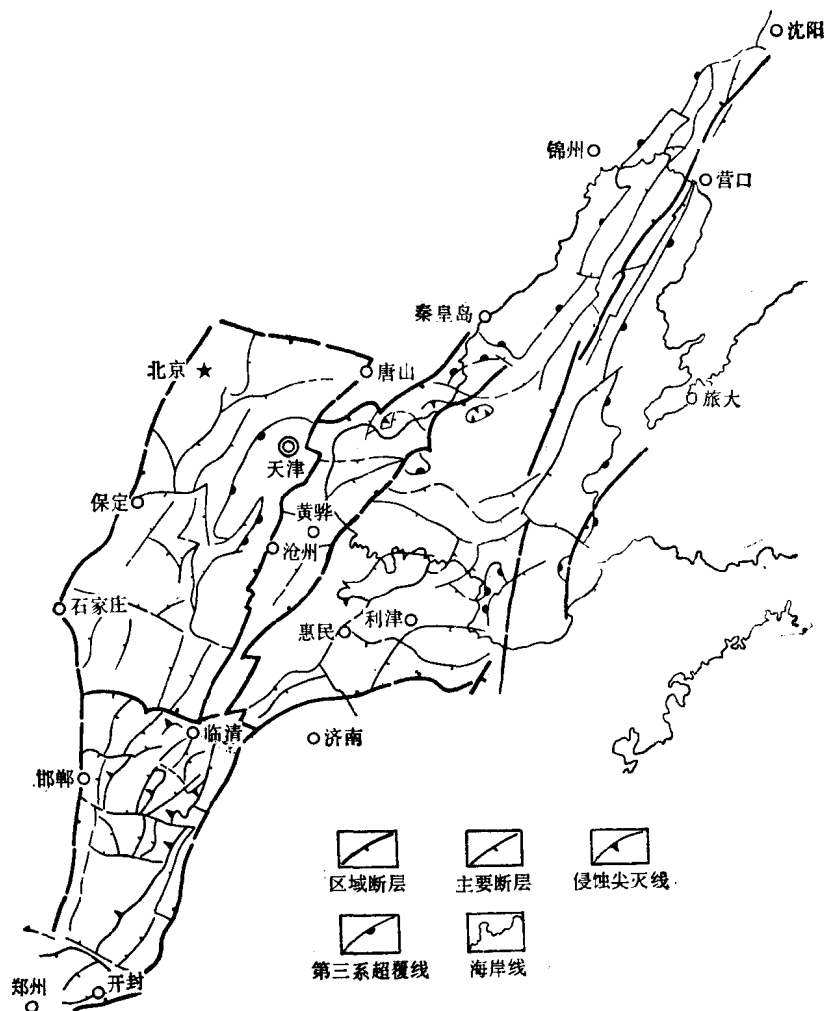 沈阳
锦州
营口
秦皇岛
北京
唐山
旅大
天津
保定
黄骅
沧州
石家庄
利津
惠民
临清
济南
邯郸
区域断层
主要断层
侵蚀尖灭线
第三系超覆线
海岸线
郑州
开封